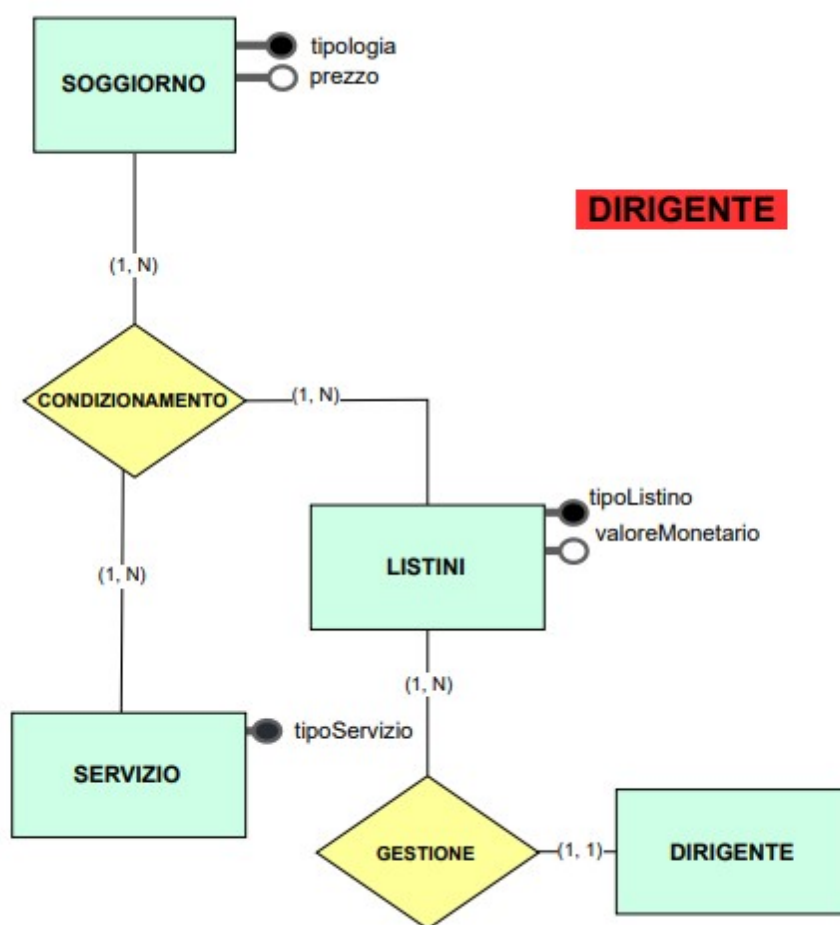 tipologia
SOGGIORNO
prezzo
DIRIGENTE
(1, N)
CONDIZIONAMENTO
(1, N)
tipoListino
valoreMonetario
LISTINI
(1, N)
(1, N)
tipoServizio
SERVIZIO
GESTIONE
(1, 1)
DIRIGENTE